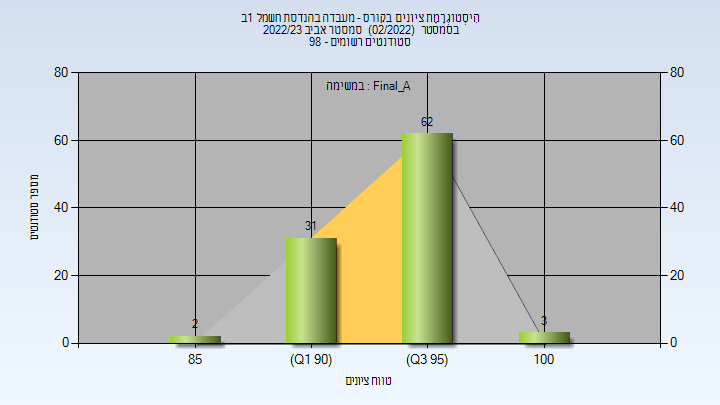 היסטוגרמת ציונים בקורס - מעבדה בהנדסת חשמל 1ב
בסמסטר (02/2022) סמסטר אביב 2022/23
סטודנטים רשומים - 98
במשימה : Final_A
80 80
60 60
40 40
20 20
0 0
2 31 62 3
85 (Q1 90) (Q3 95) 100
מספר סטודנטים
טווח ציונים